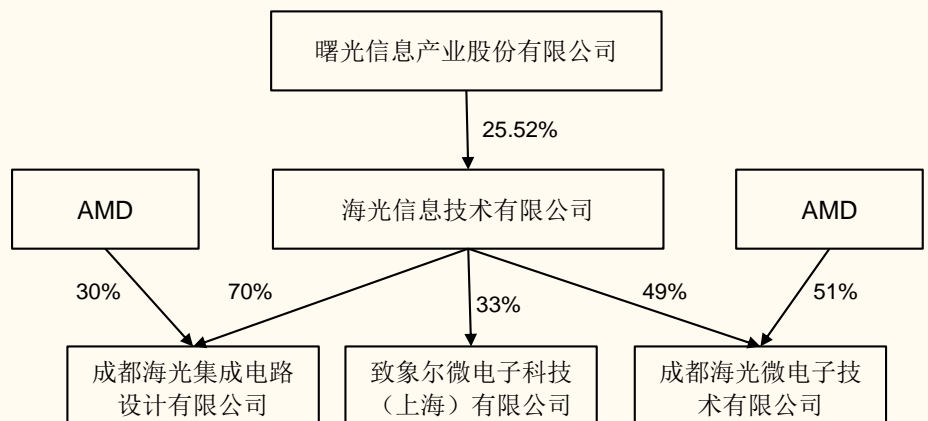 曙光信息产业股份有限公司
25.52%
AMD
海光信息技术有限公司
AMD
30%
70%
33%
49%
51%
成都海光集成电路
设计有限公司
致象尔微电子科技
（上海）有限公司
成都海光微电子技
术有限公司